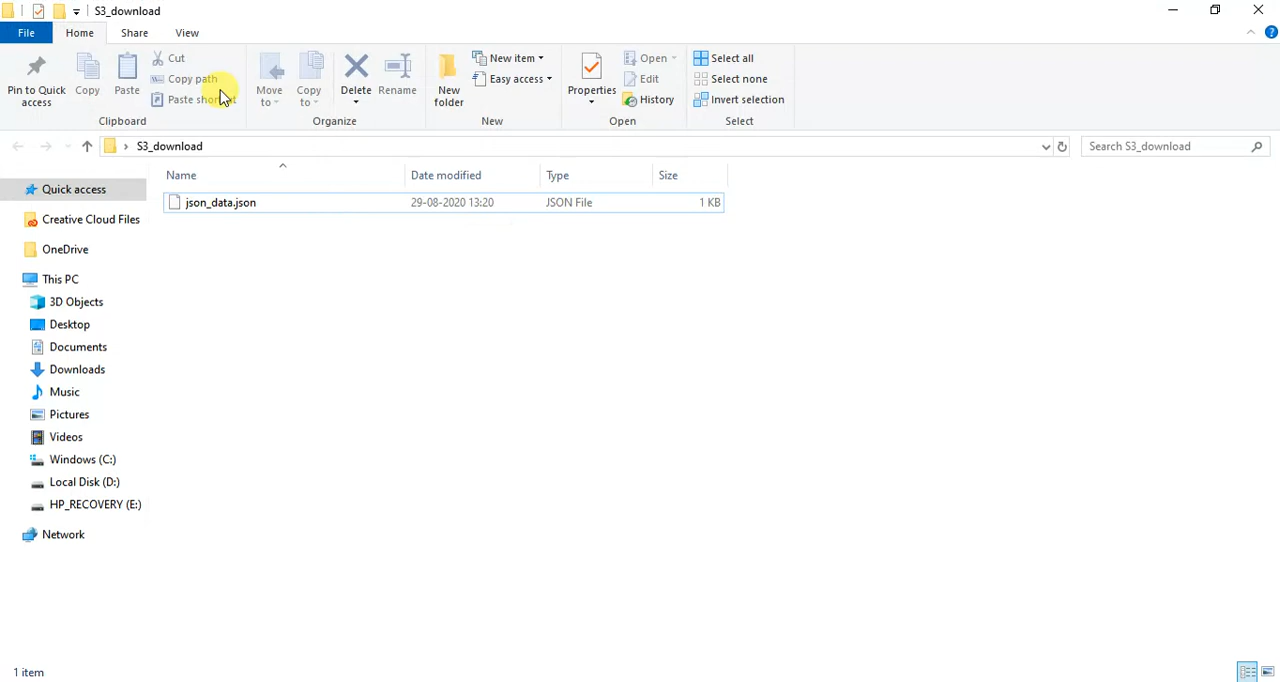 S3_download
File Home Share View
Pin to Quick access
Copy
Paste
Cut
Copy path
Paste
Clipboard
Move to
Copy to
Delete
Rename
Organize
New folder
New item
Easy access
New
Properties
Open
Edit
History
Open
Select all
Select none
Invert selection
Select
S3_download
Search S3_download
Name Date modified Type Size
json_data.json 29-08-2020 13:20 JSON File 1 KB
Quick access
Creative Cloud Files
OneDrive
This PC
3D Objects
Desktop
Documents
Downloads
Music
Pictures
Videos
Windows (C:)
Local Disk (D:)
HP_RECOVERY (E:)
Network
1 item